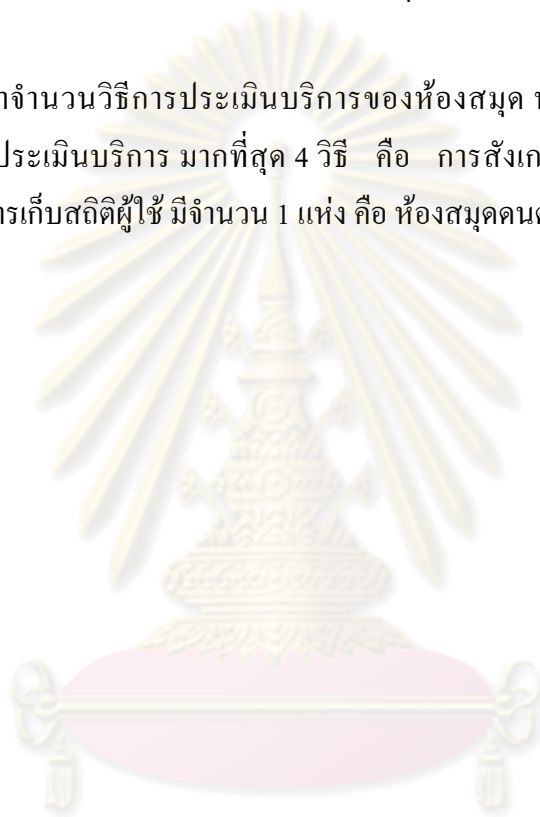 จำนวนวิธีการประเมินบริการของห้องสมุด
ประเมินบริการ มากที่สุด 4 วิธี คือ การสังเก
ารเก็บสถิติผู้ใช้ มีจำนวน 1 แห่ง คือ ห้องสมุดดนต